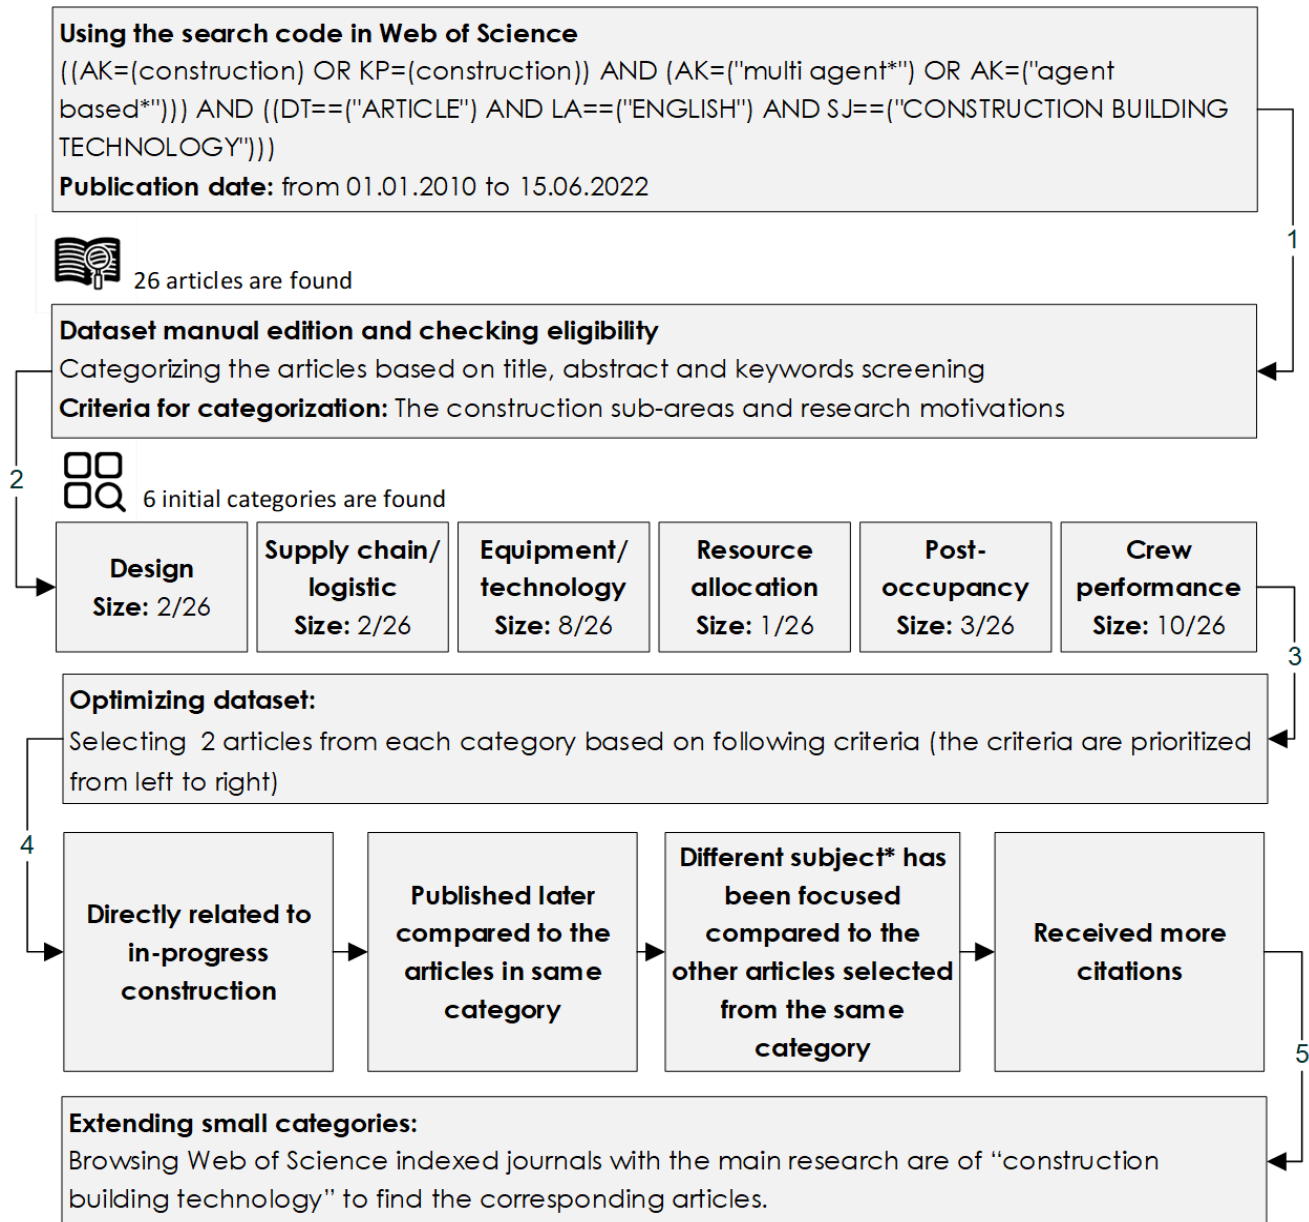 Using the search code in Web of Science
((AK=(construction) OR KP=(construction)) AND (AK=("multi agent*") OR AK=("agent
based*"))) AND ((DT==("ARTICLE") AND LA==("ENGLISH") AND SJ==("CONSTRUCTION BUILDING
TECHNOLOGY")))
Publication date: from 01.01.2010 to 15.06.2022
1
26 articles are found
Dataset manual edition and checking eligibility
Categorizing the articles based on title, abstract and keywords screening
Criteria for categorization: The construction sub-areas and research motivations
2
6 initial categories are found
Design
Size: 2/26
Supply chain/
logistic
Size: 2/26
Equipment/
technology
Size: 8/26
Resource
allocation
Size: 1/26
Post-
occupancy
Size: 3/26
Crew
performance
Size: 10/26
3
Optimizing dataset:
Selecting 2 articles from each category based on following criteria (the criteria are prioritized
from left to right)
4
Directly related to
in-progress
construction
Published later
compared to the
articles in same
category
Different subject* has
been focused
compared to the
other articles selected
from the same
category
Received more
citations
5
Extending small categories:
Browsing Web of Science indexed journals with the main research are of “construction
building technology” to find the corresponding articles.